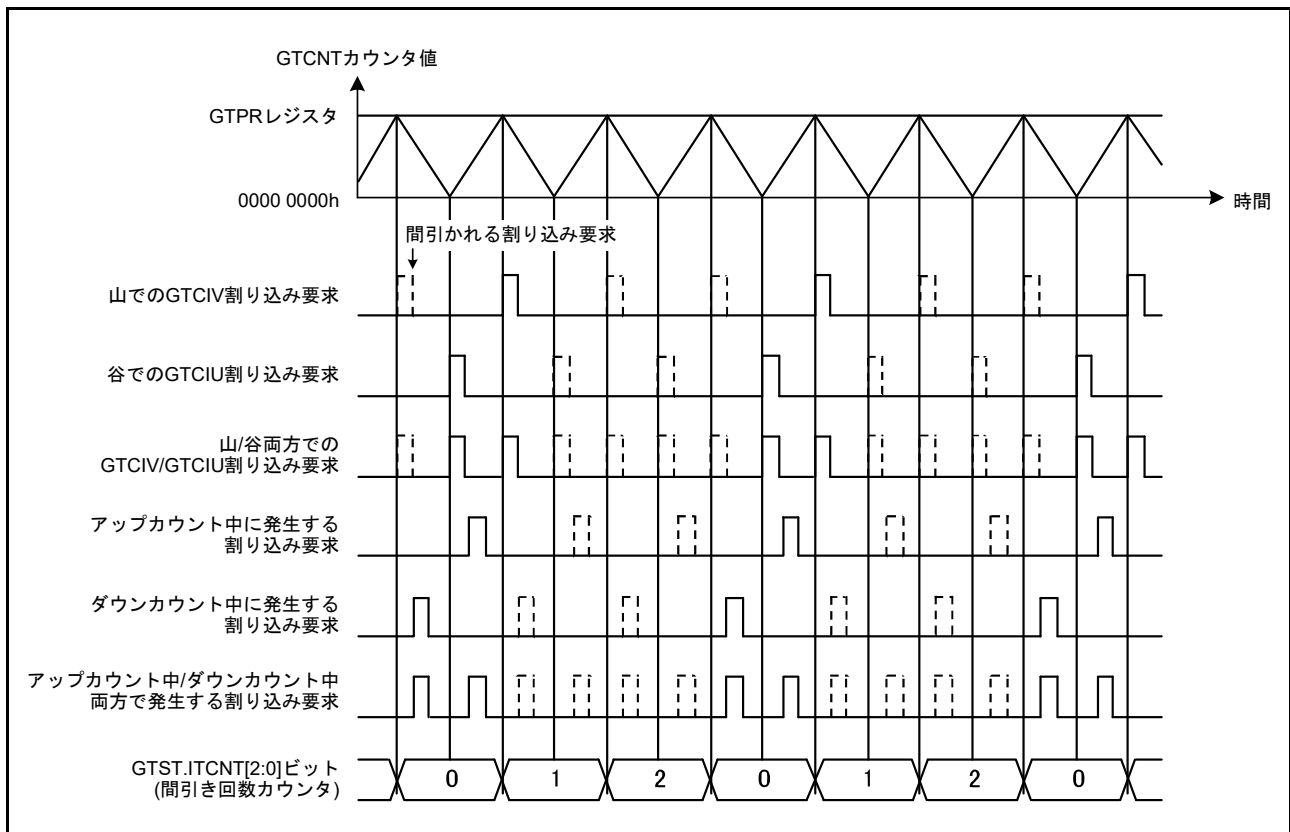 GTCNTカウンタ値
GTPRレジスタ
0000 0000h
時間
間引かれる割り込み要求
山でのGTCIV割り込み要求
谷でのGTCIU割り込み要求
山/谷両方での
GTCIV/GTCIU割り込み要求
アップカウント中に発生する
割り込み要求
ダウンカウント中に発生する
割り込み要求
アップカウント中/ダウンカウント中
両方で発生する割り込み要求
GTST.ITCNT[2:0]ビット
(間引き回数カウンタ)
0 1 2 0 1 2 0